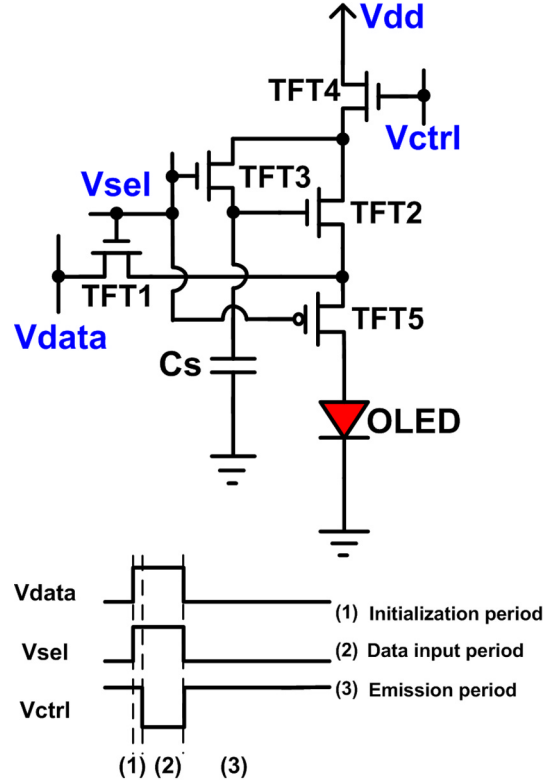 Vdd
TFT4
Vctrl
TFT3
Vsel
TFT2
TFT1
TFT5
Vdata
Cs
OLED
Vdata
(1) Initialization period
Vsel
(2) Data input period
(3) Emission period
Vctrl
(1) (2) (3)